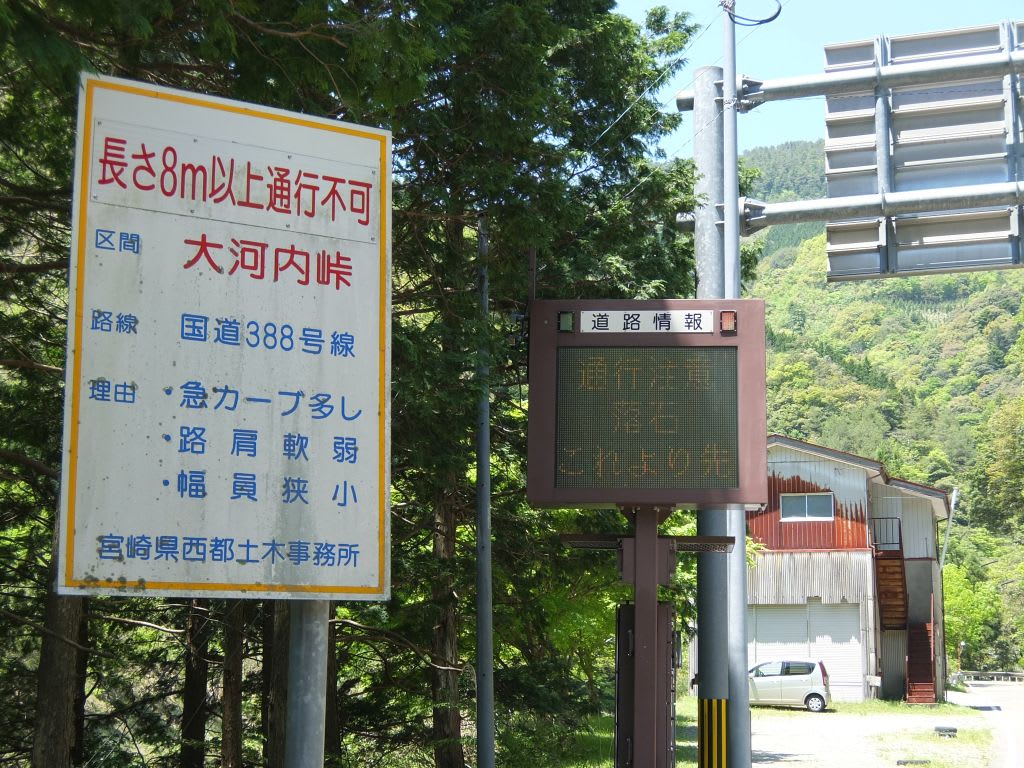 長さ8m以上通行不可
区間 大河内峠
路線 国道388号線
理由 ・急カーブ多し
・路肩軟弱
・幅員狭小
宮崎県西都土木事務所
道路情報
通行注意
落石
これより先